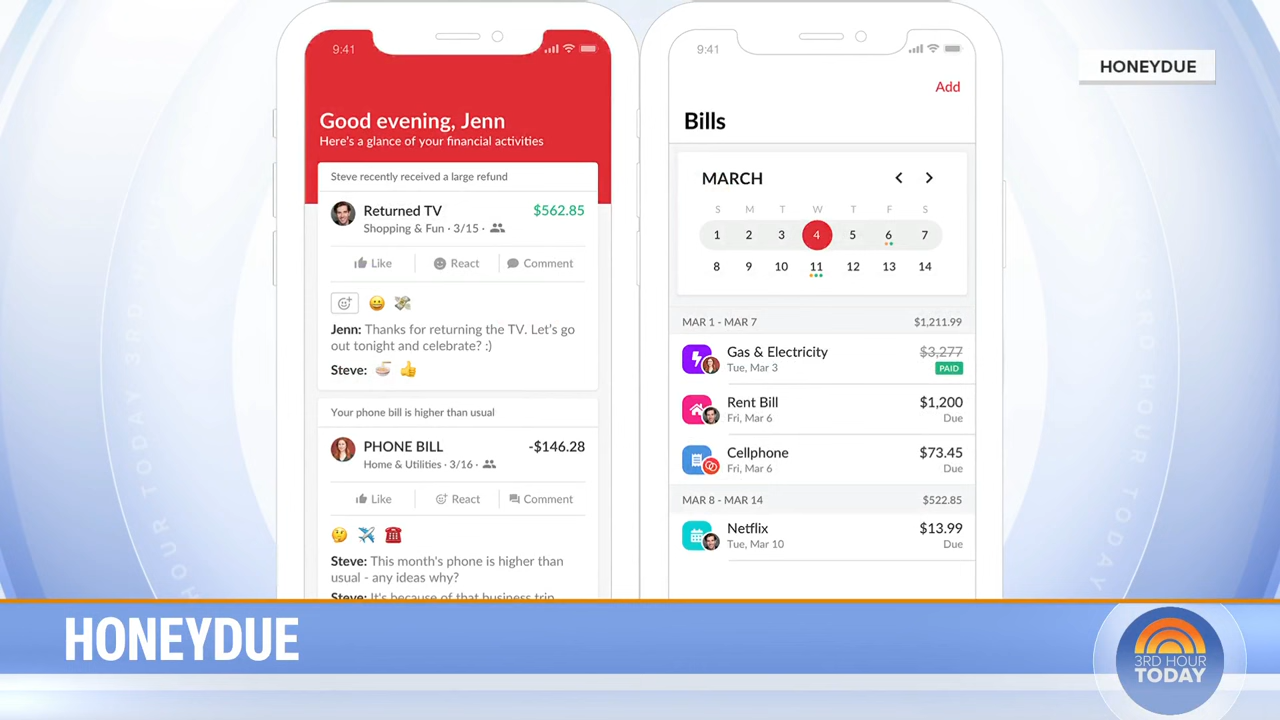 9:41
Good evening, Jenn
Here's a glance of your financial activities
Steve recently received a large refund
Returned TV
$562.85
Shopping & Fun · 3/15 ·
Like
React
Comment
Jenn: Thanks for returning the TV. Let's go
out tonight and celebrate? :)
Steve:
Your phone bill is higher than usual
PHONE BILL
-$146.28
Home & Utilities · 3/16 ·
Like
React
Comment
Steve: This month's phone is higher than
usual - any ideas why?
Steve: It's because of that business trip
9:41
Add
Bills
MARCH
S M T W T F S
1 2 3 4 5 6 7
8 9 10 11 12 13 14
MAR 1 - MAR 7 $1,211.99
Gas & Electricity $3,277
Tue, Mar 3 PAID
Rent Bill $1,200
Fri, Mar 6 Due
Cellphone $73.45
Fri, Mar 6 Due
MAR 8 - MAR 14 $522.85
Netflix $13.99
Tue, Mar 10 Due
HONEYDUE
HONEYDUE
3RD HOUR
TODAY